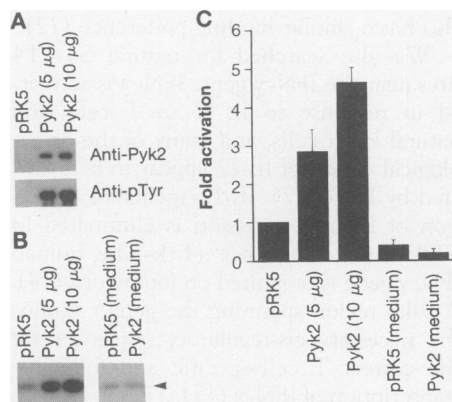 A
pRK5
Pyk2 (5 µg)
Pyk2 (10 µg)
Anti-Pyk2
Anti-pTyr
B
pRK5
Pyk2 (5 µg)
Pyk2 (10 µg)
pRK5 (medium)
Pyk2 (medium)
C
Fold activation
6
5
4
3
2
1
0
pRK5
Pyk2 (5 µg)
Pyk2 (10 µg)
pRK5 (medium)
Pyk2 (medium)